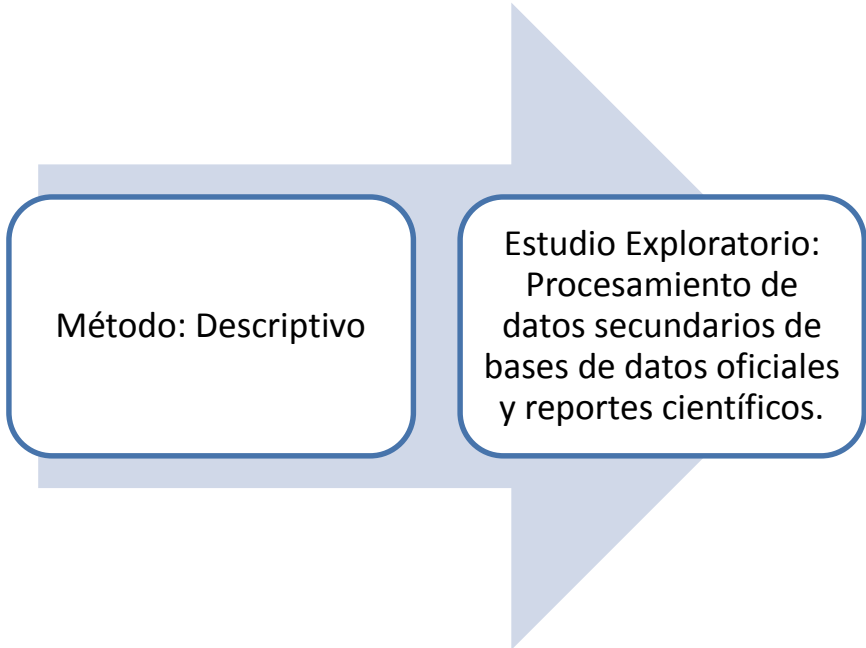 Método: Descriptivo
Estudio Exploratorio:
Procesamiento de
datos secundarios de
bases de datos oficiales
y reportes científicos.